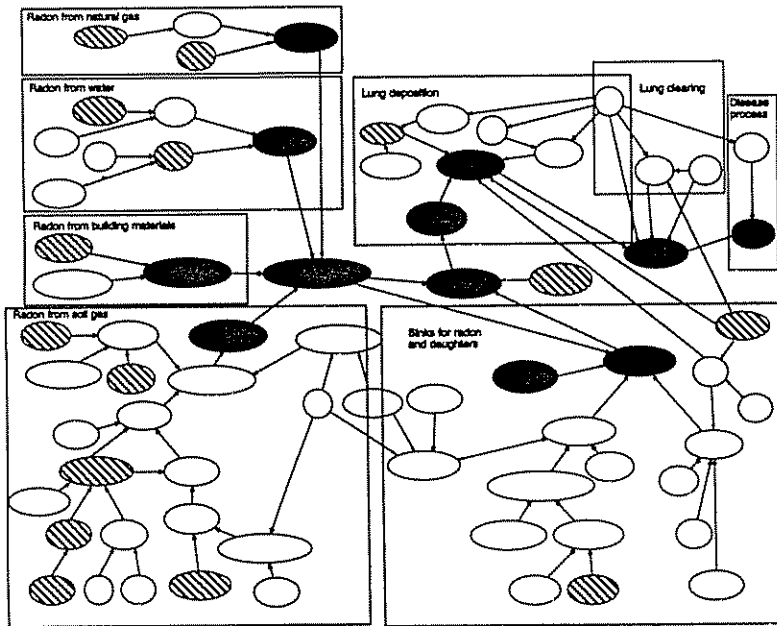 Radon from natural gas
Radon from water
Lung deposition
Lung clearing
Disease
process
Radon from building materials
Radon from soil gas
Sinks for radon
and daughters